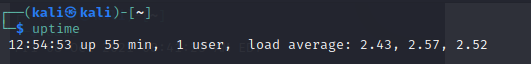 ┌──(kali㉿kali)-[~]
└─$ uptime
 12:54:53 up 55 min,  1 user,  load average: 2.43, 2.57, 2.52